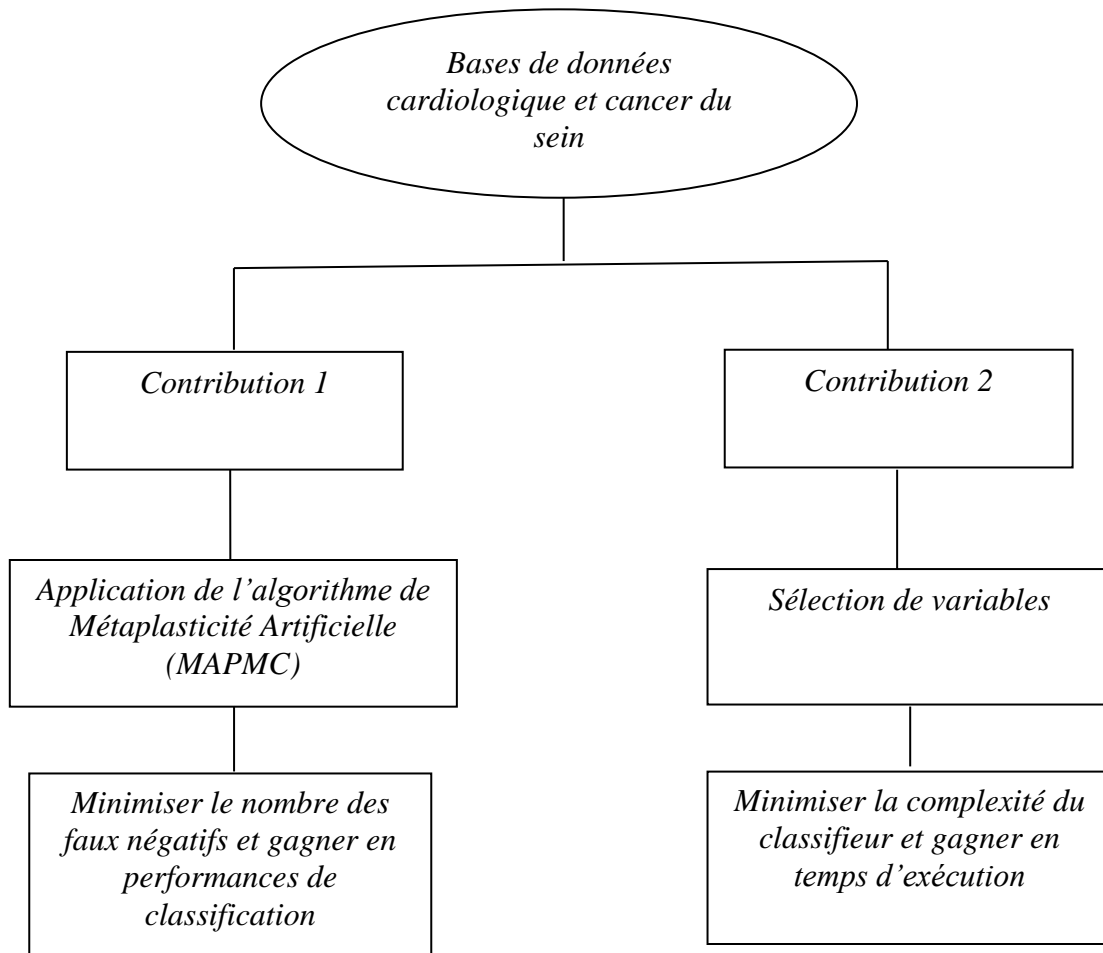 Bases de données
cardiologique et cancer du
sein
Contribution 1
Contribution 2
Application de l'algorithme de
Métaplasticité Artificielle
(MAPMC)
Sélection de variables
Minimiser le nombre des
faux négatifs et gagner en
performances de
classification
Minimiser la complexité du
classifieur et gagner en
temps d'exécution